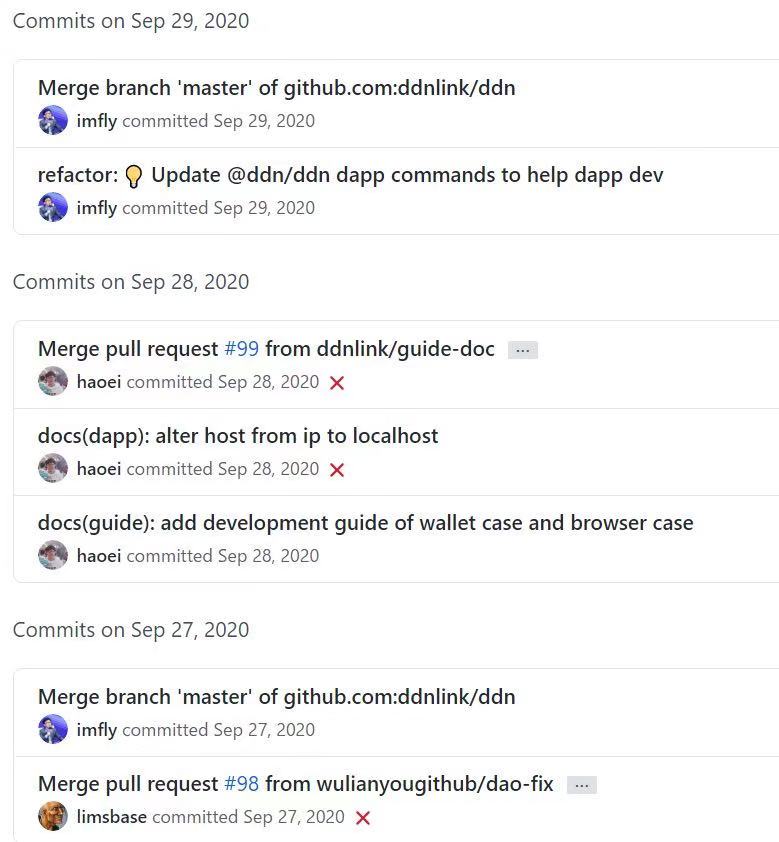 Commits on Sep 29, 2020
Merge branch 'master' of github.com:ddnlink/ddn
imfly committed Sep 29, 2020
refactor: 💡 Update @ddn/ddn dapp commands to help dapp dev
imfly committed Sep 29, 2020
Commits on Sep 28, 2020
Merge pull request #99 from ddnlink/guide-doc ...
haoei committed Sep 28, 2020
docs(dapp): alter host from ip to localhost
haoei committed Sep 28, 2020
docs(guide): add development guide of wallet case and browser case
haoei committed Sep 28, 2020
Commits on Sep 27, 2020
Merge branch 'master' of github.com:ddnlink/ddn
imfly committed Sep 27, 2020
Merge pull request #98 from wulianyougithub/dao-fix ...
limsbase committed Sep 27, 2020